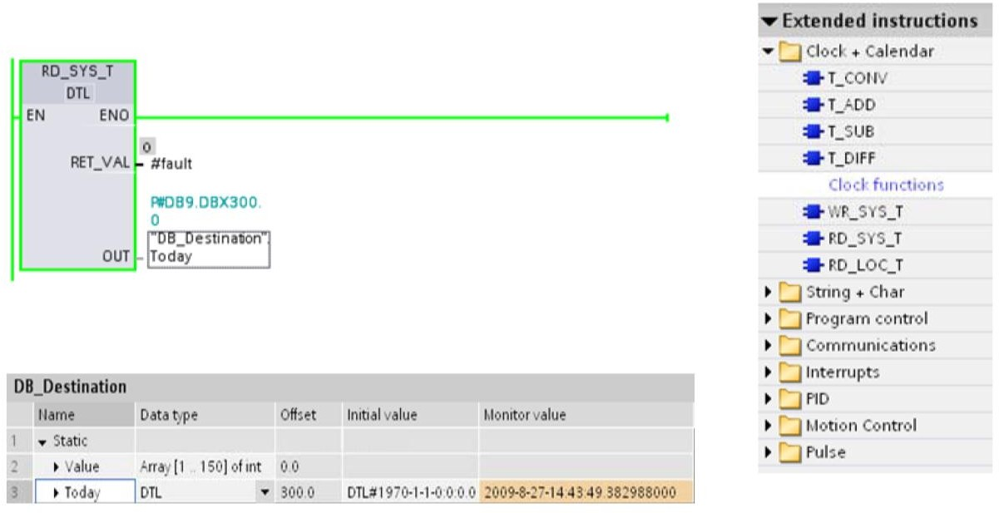 RD_SYS_T
DTL
EN ENO
0
RET_VAL #fault
P#DB9.DBX300.
0
"DB_Destination".
OUT Today
DB_Destination
Name Data type Offset Initial value Monitor value
1 Static
2 Value Array [1 .. 150] of int 0.0
3 Today DTL 300.0 DTL#1970-1-1-0:0:0.0 2009-8-27-14:43:49.382988000
Extended instructions
Clock + Calendar
T_CONV
T_ADD
T_SUB
T_DIFF
Clock functions
WR_SYS_T
RD_SYS_T
RD_LOC_T
String + Char
Program control
Communications
Interrupts
PID
Motion Control
Pulse